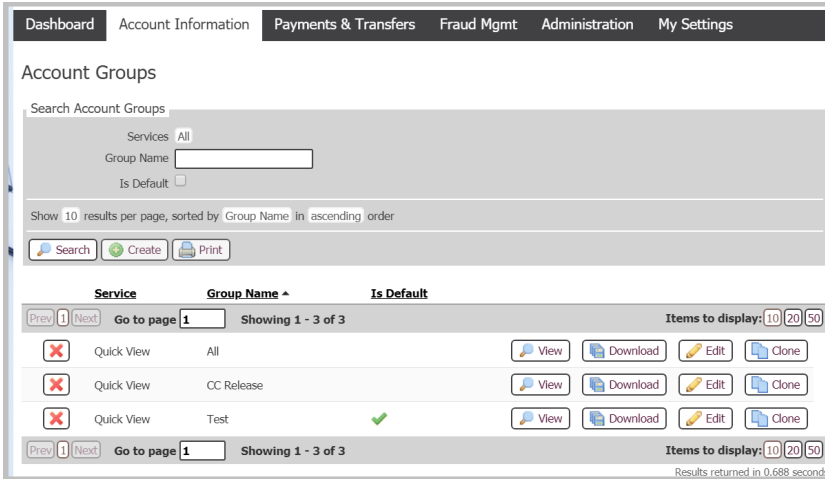 Dashboard Account Information Payments & Transfers Fraud Mgmt Administration My Settings
Account Groups
Search Account Groups
Services All
Group Name
Is Default
Show 10 results per page, sorted by Group Name in ascending order
Search Create Print
Service Group Name Is Default
Prev 1 Next Go to page 1 Showing 1 - 3 of 3 Items to display: 10 20 50
Quick View All View Download Edit Clone
Quick View CC Release View Download Edit Clone
Quick View Test View Download Edit Clone
Prev 1 Next Go to page 1 Showing 1 - 3 of 3 Items to display: 10 20 50
Results returned in 0.688 seconds